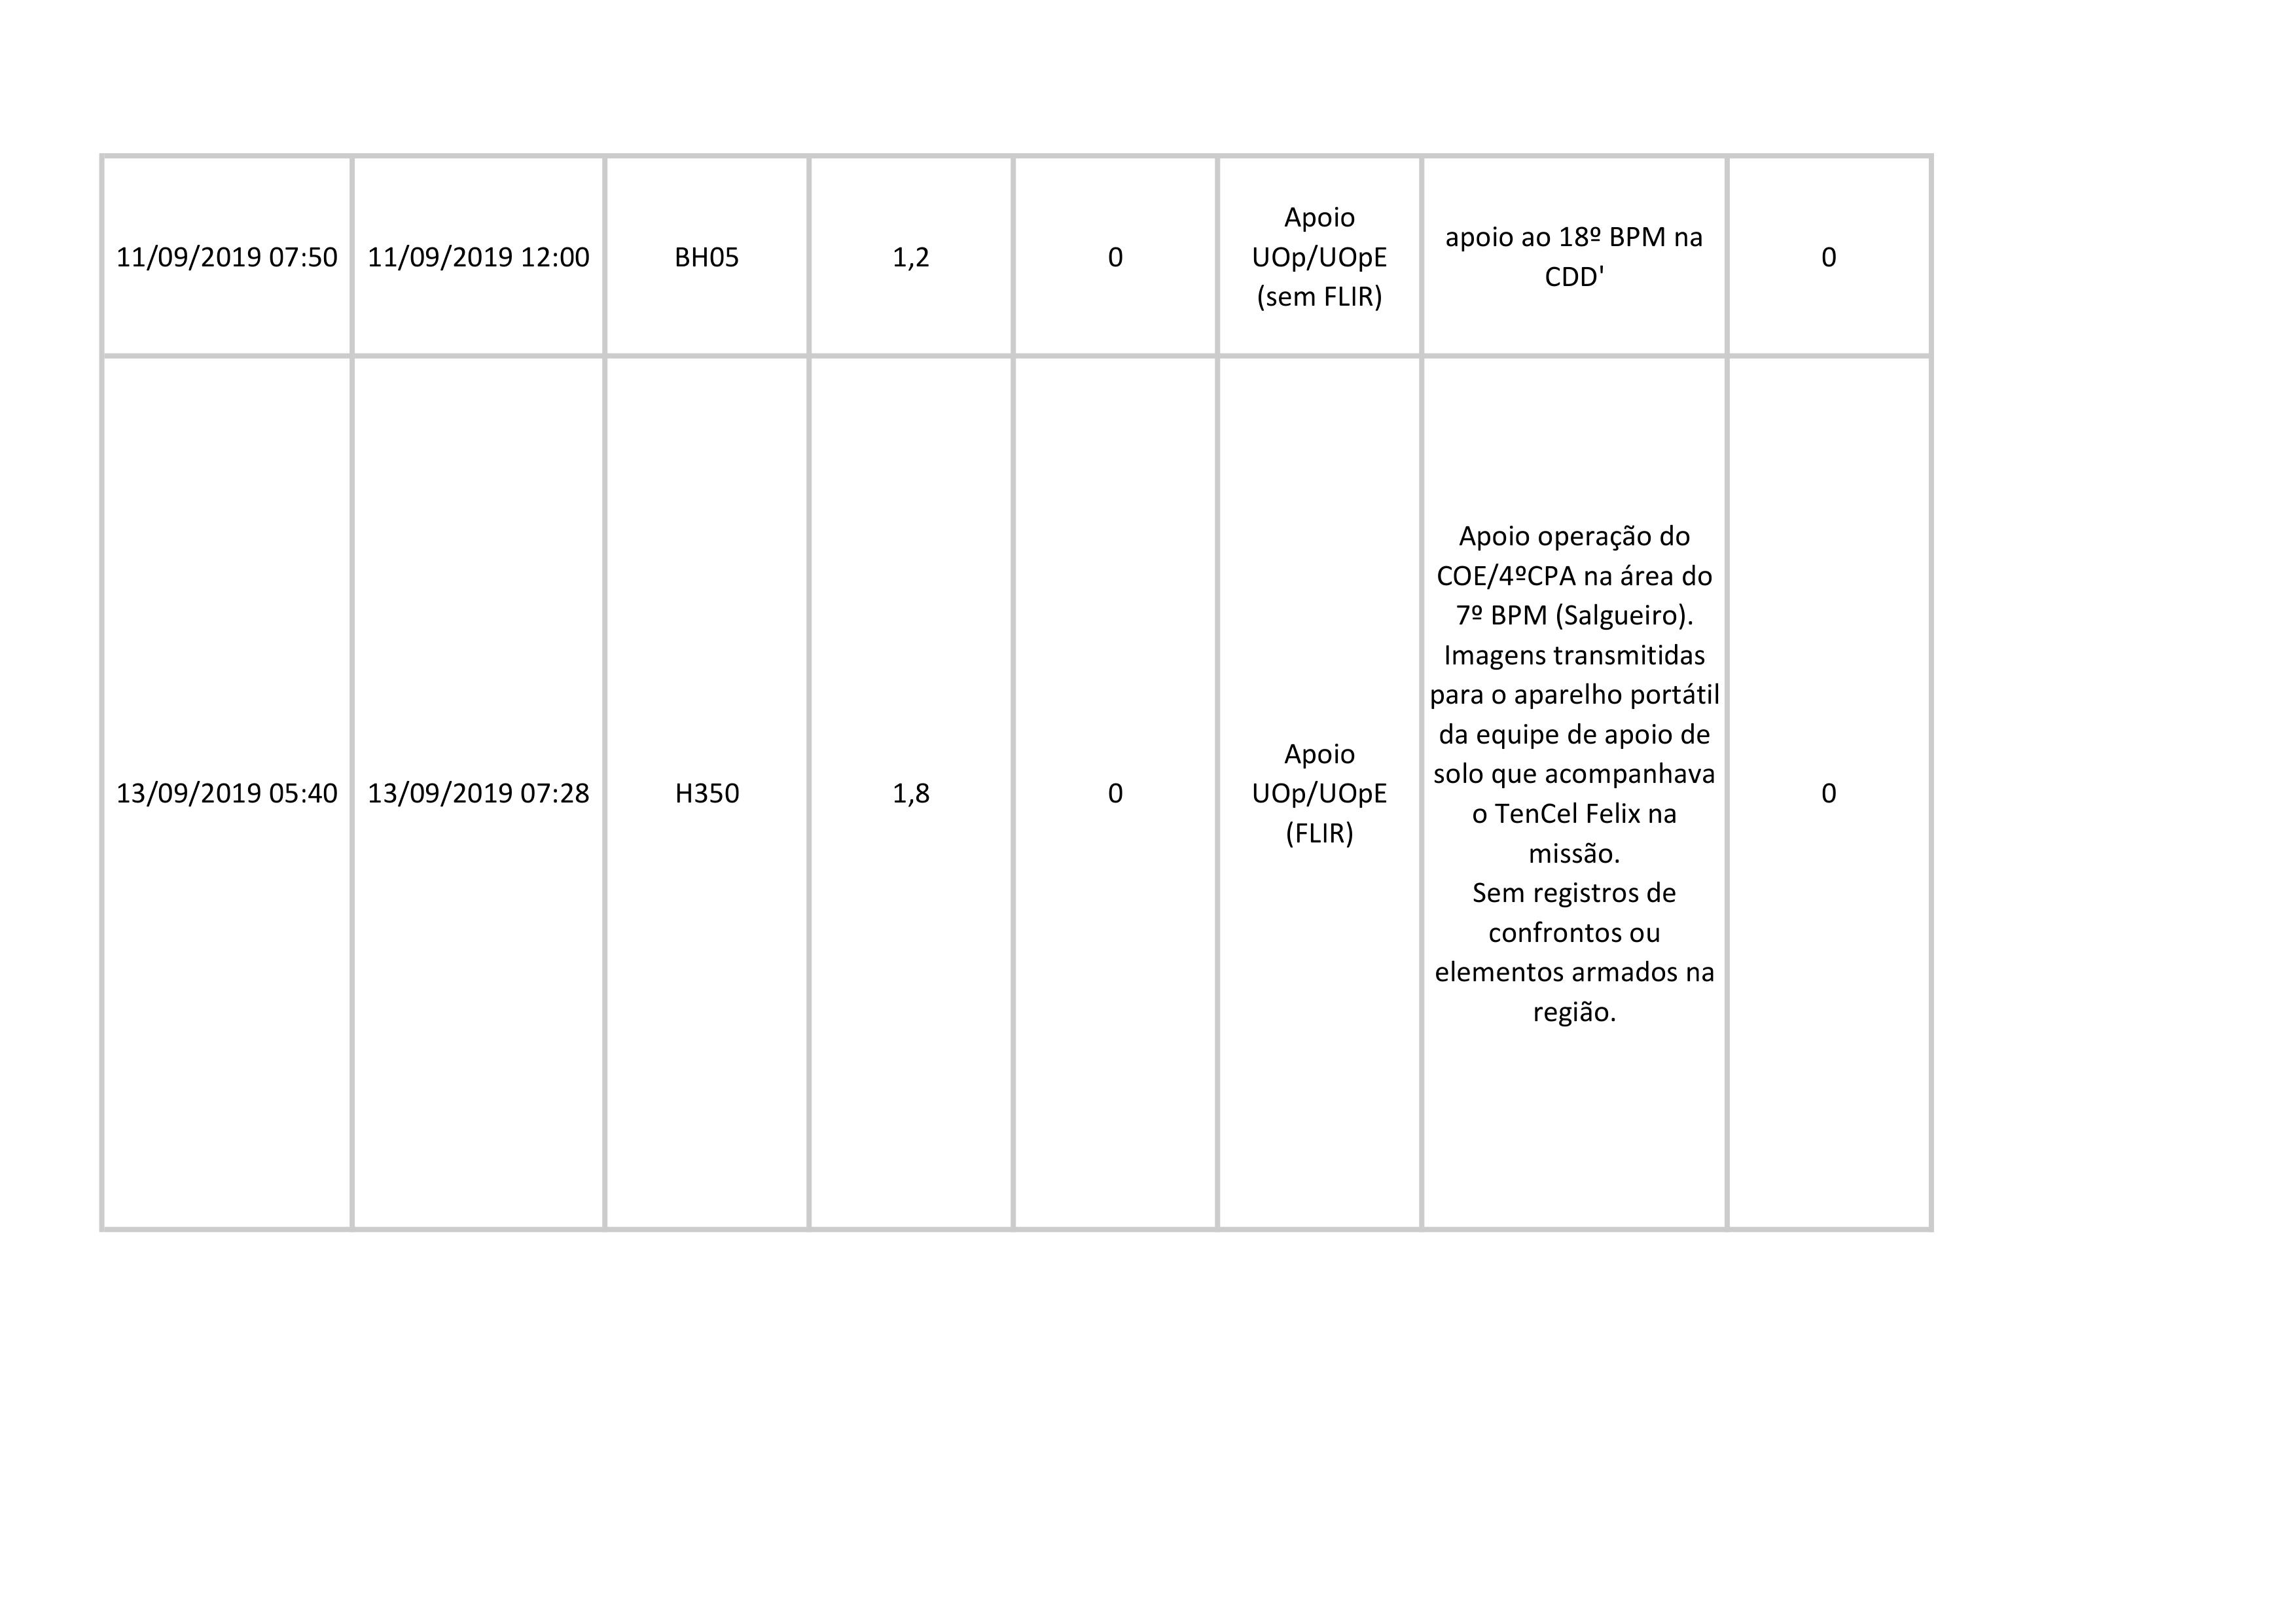 11/09/2019 07:50 11/09/2019 12:00 BH05 1,2 0 Apoio
UOp/UOpE
(sem FLIR) apoio ao 18º BPM na
CDD' 0
13/09/2019 05:40 13/09/2019 07:28 H350 1,8 0 Apoio
UOp/UOpE
(FLIR) Apoio operação do
COE/4ºCPA na área do
7º BPM (Salgueiro).
Imagens transmitidas
para o aparelho portátil
da equipe de apoio de
solo que acompanhava
o TenCel Felix na
missão.
Sem registros de
confrontos ou
elementos armados na
região. 0